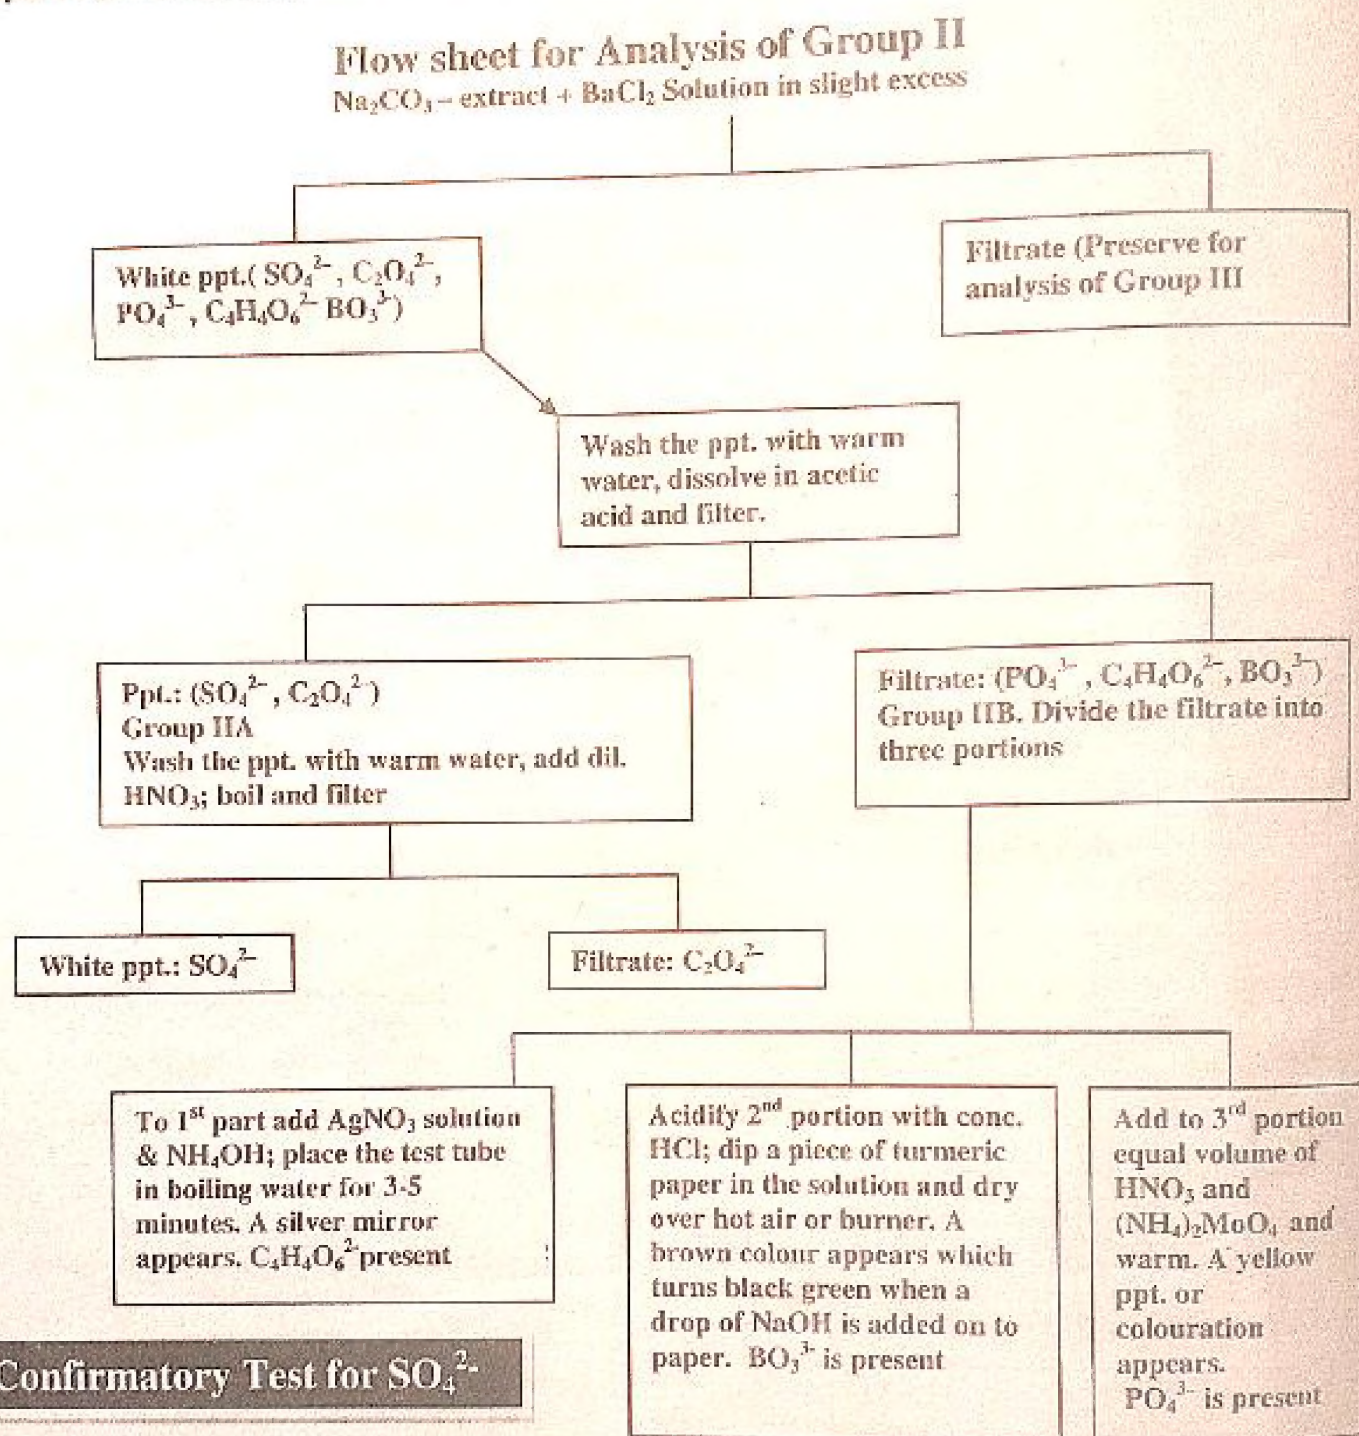 Flow sheet for Analysis of Group II
Na₂CO₃ – extract + BaCl₂ Solution in slight excess
White ppt.( SO₄²⁻, C₂O₄²⁻,
PO₄³⁻, C₄H₄O₆²⁻ BO₃³⁻)
Filtrate (Preserve for
analysis of Group III
Wash the ppt. with warm
water, dissolve in acetic
acid and filter.
Ppt.: (SO₄²⁻, C₂O₄²⁻)
Group IIA
Wash the ppt. with warm water, add dil.
HNO₃; boil and filter
Filtrate: (PO₄³⁻, C₄H₄O₆²⁻, BO₃³⁻)
Group IIB. Divide the filtrate into
three portions
White ppt.: SO₄²⁻
Filtrate: C₂O₄²⁻
To 1ˢᵗ part add AgNO₃ solution
& NH₄OH; place the test tube
in boiling water for 3-5
minutes. A silver mirror
appears. C₄H₄O₆²⁻present
Acidify 2ⁿᵈ portion with conc.
HCl; dip a piece of turmeric
paper in the solution and dry
over hot air or burner. A
brown colour appears which
turns black green when a
drop of NaOH is added on to
paper. BO₃³⁻ is present
Add to 3ʳᵈ portion
equal volume of
HNO₃ and
(NH₄)₂MoO₄ and
warm. A yellow
ppt. or
colouration
appears.
PO₄³⁻ is present
Confirmatory Test for SO₄²⁻